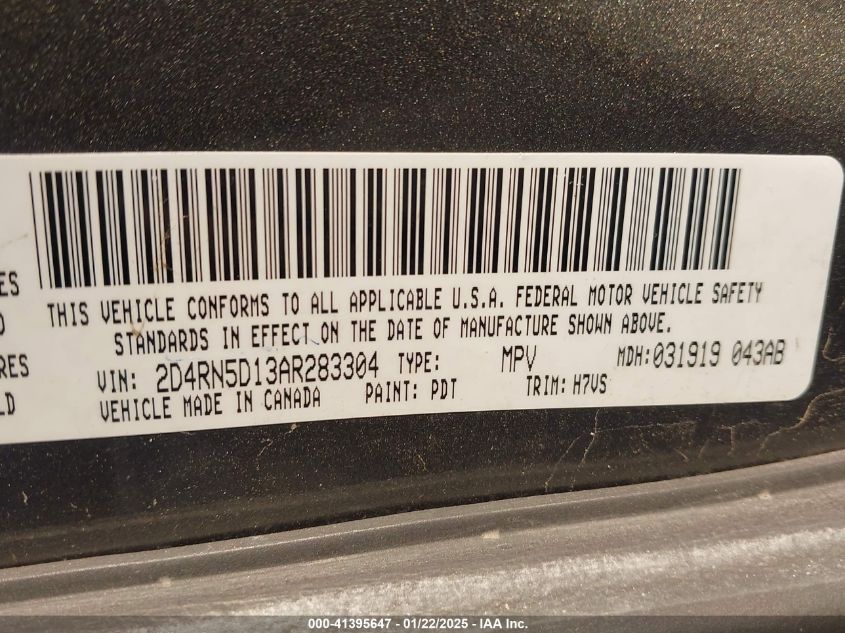 THIS VEHICLE CONFORMS TO ALL APPLICABLE U.S.A. FEDERAL MOTOR VEHICLE SAFETY
STANDARDS IN EFFECT ON THE DATE OF MANUFACTURE SHOWN ABOVE.
VIN: 2D4RN5D13AR283304 TYPE: MPV MDH:031919 043AB
VEHICLE MADE IN CANADA PAINT: PDT TRIM: H7VS
ES
RES
LD
000-41395647 - 01/22/2025 - IAA Inc.